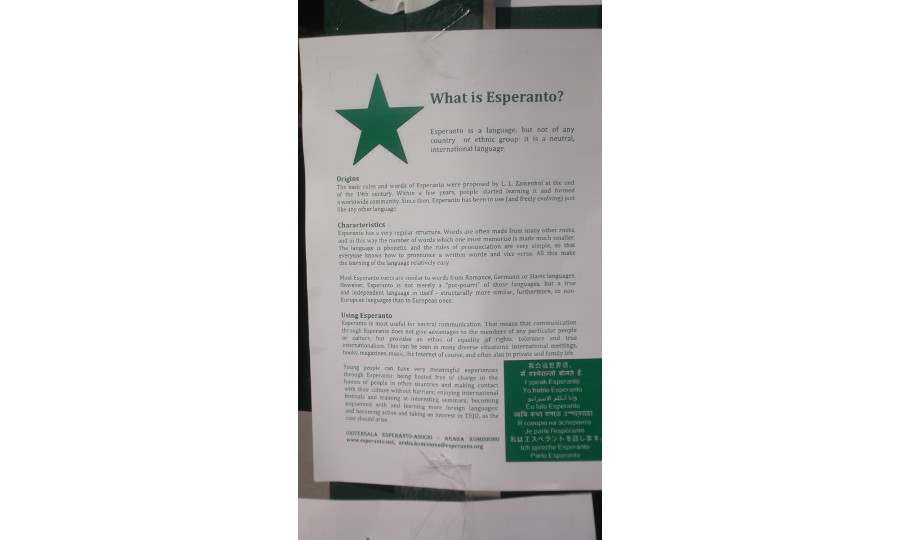 What is Esperanto?
Esperanto is a language, but not of any
country or ethnic group: it is a neutral,
international language.
Origins
The basic rules and words of Esperanto were proposed by L. L. Zamenhof at the end
of the 19th century. Within a few years, people started learning it and formed
a worldwide community. Since then, Esperanto has been in use (and freely evolving) just
like any other language.
Characteristics
Esperanto has a very regular structure. Words are often made from many other roots,
and in this way the number of words which one must memorise is made much smaller.
The language is phonetic, and the rules of pronunciation are very simple, so that
everyone knows how to pronounce a written word and vice-versa. All this make
the learning of the language relatively easy.
Most Esperanto roots are similar to words from Romance, Germanic or Slavic languages.
However, Esperanto is not merely a "pot-pourri" of those languages, but a true
and independent language in itself - structurally more similar, furthermore, to non-
European languages than to European ones.
Using Esperanto
Esperanto is most useful for neutral communication. That means that communication
through Esperanto does not give advantages to the members of any particular people
or culture, but provides an ethos of equality of rights, tolerance and true
internationalism. This can be seen in many diverse situations: international meetings,
books, magazines, music, the Internet of course, and often also in private and family life.
Young people can have very meaningful experiences
through Esperanto: being hosted free of charge in the
homes of people in other countries and making contact
with their culture without barriers; enjoying international
festivals and training at interesting seminars; becoming
acquainted with and learning more foreign languages;
and becoming active and taking an interest in TEJO, as the
case should arise.
UNIVERSALA ESPERANTO-ASOCIO - ARABA KOMISIONO
www.esperanto.net, araba.komisiono@esperanto.org
我会说世界语。
मैं एस्पेरान्तो बोलते हैं.
I speak Esperanto
Yo hablo Esperanto
وأنا أتكلم الاسبرانتو
Eu falo Esperanto
Я говорю на эсперанто
Je parle l'espéranto
私はエスペラントを話します.
Ich spreche Esperanto
Parlo Esperanto